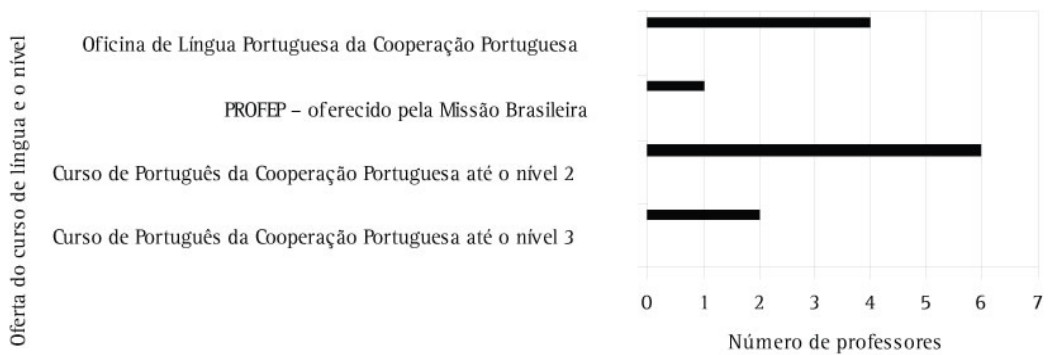 Oferta do curso de língua e o nível
Oficina de Língua Portuguesa da Cooperação Portuguesa
PROFEP – oferecido pela Missão Brasileira
Curso de Português da Cooperação Portuguesa até o nível 2
Curso de Português da Cooperação Portuguesa até o nível 3
0 1 2 3 4 5 6 7
Número de professores